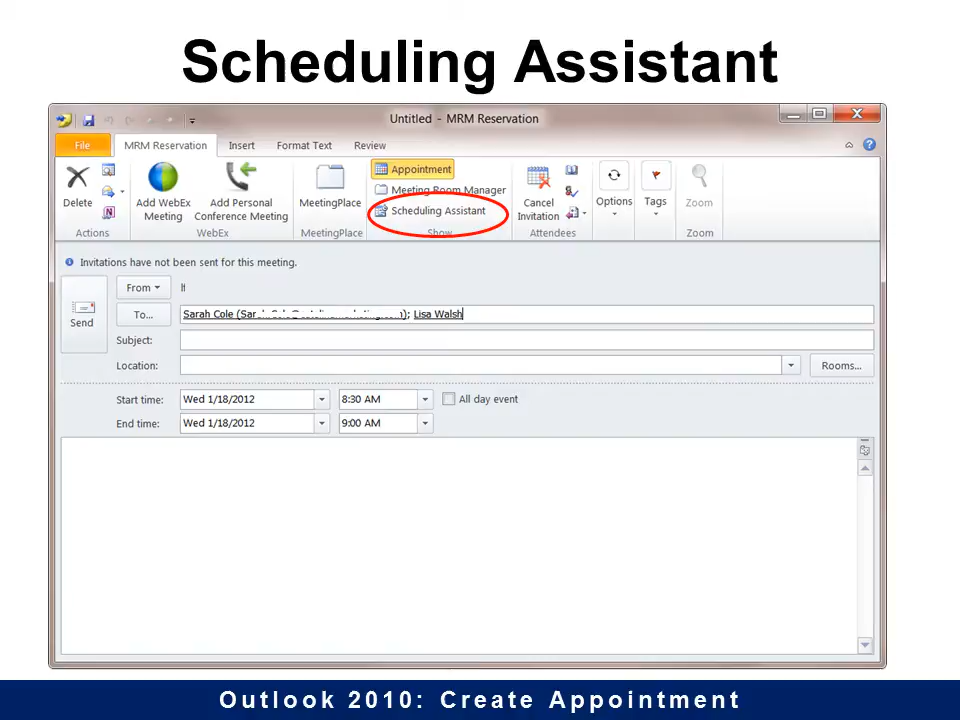 Scheduling Assistant
Untitled - MRM Reservation
File MRM Reservation Insert Format Text Review
Appointment
Meeting Room Manager
Scheduling Assistant
Delete
Add WebEx Meeting
Add Personal Conference Meeting
MeetingPlace
Cancel Invitation
Options
Tags
Zoom
Actions WebEx MeetingPlace Show Attendees Zoom
Invitations have not been sent for this meeting.
From
To...
Sarah Cole ( ); Lisa Walsh
Send
Subject:
Location: Rooms...
Start time: Wed 1/18/2012 8:30 AM All day event
End time: Wed 1/18/2012 9:00 AM
Outlook 2010: Create Appointment